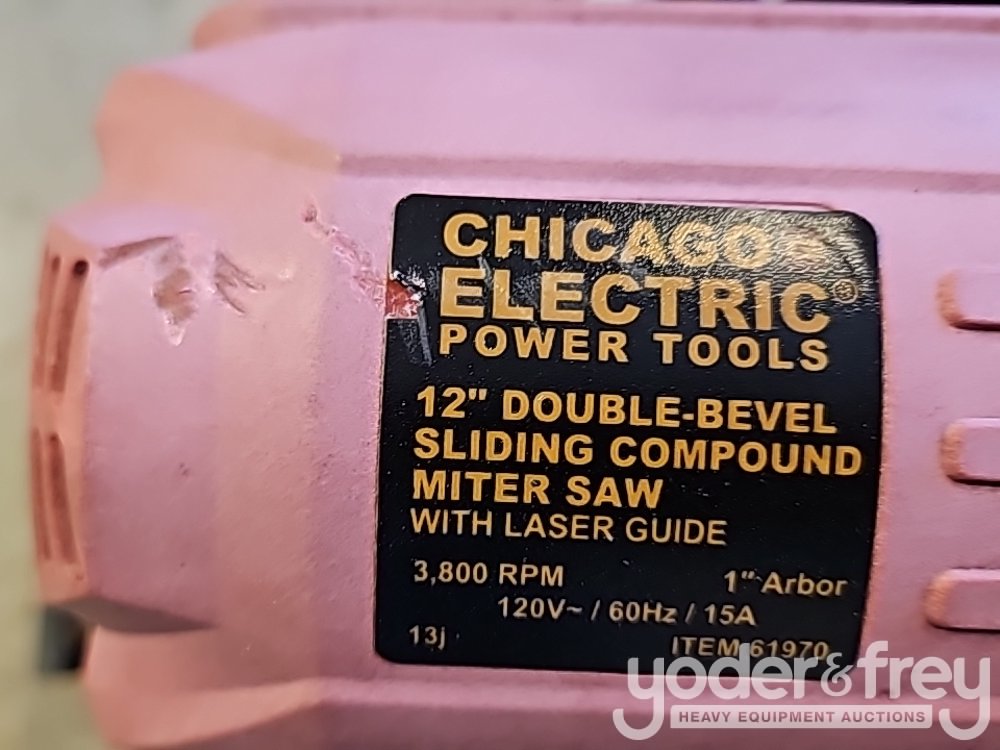 CHICAGO
ELECTRIC®
POWER TOOLS
12" DOUBLE-BEVEL
SLIDING COMPOUND
MITER SAW
WITH LASER GUIDE
3,800 RPM 1" Arbor
120V~ / 60Hz / 15A
13j ITEM 61970
yoder&frey
HEAVY EQUIPMENT AUCTIONS